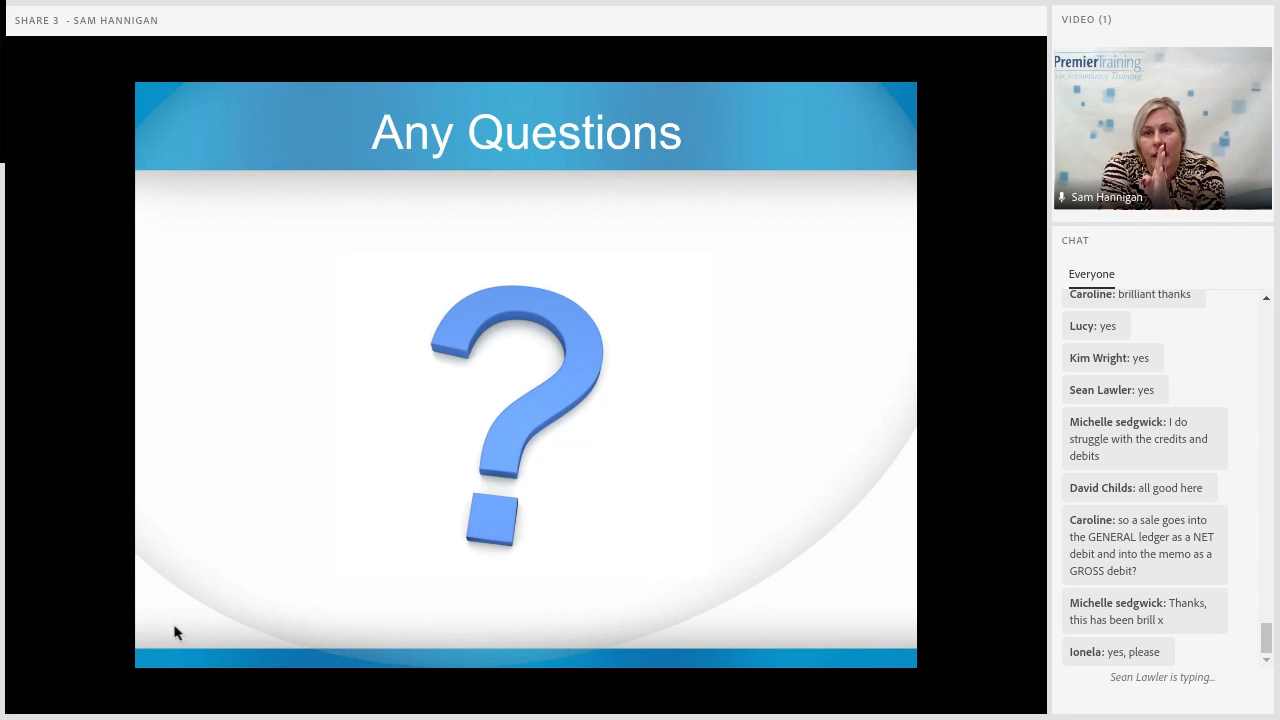 SHARE 3 - SAM HANNIGAN
Any Questions
VIDEO (1)
PremierTraining
in Accountancy Training
Sam Hannigan
CHAT
Everyone
Caroline: brilliant thanks
Lucy: yes
Kim Wright: yes
Sean Lawler: yes
Michelle sedgwick: I do
struggle with the credits and
debits
David Childs: all good here
Caroline: so a sale goes into
the GENERAL ledger as a NET
debit and into the memo as a
GROSS debit?
Michelle sedgwick: Thanks,
this has been brill x
Ionela: yes, please
Sean Lawler is typing...